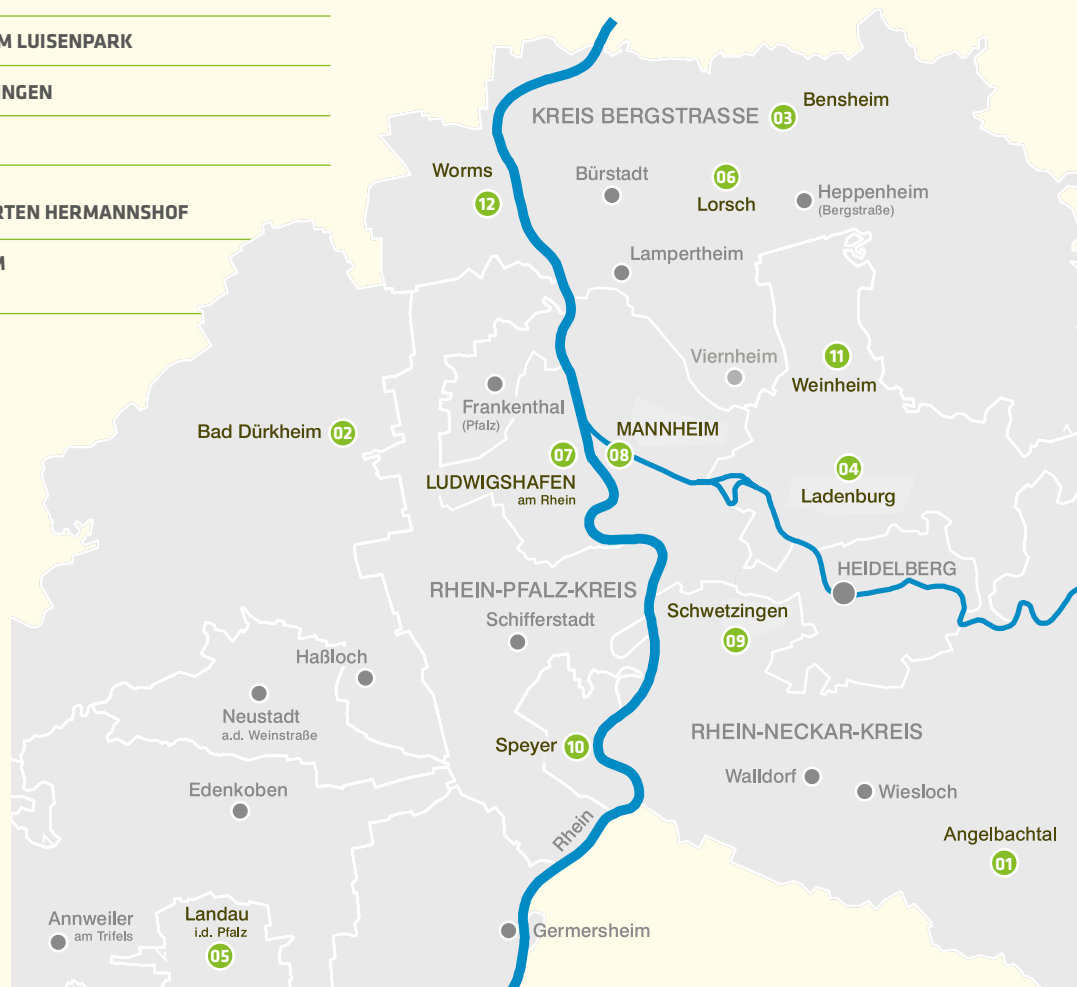 M LUISENPARK
NGEN
RTEN HERMANNSHOF
M
KREIS BERGSTRASSE
03
Bensheim
Worms
12
Bürstadt
06
Lorsch
Heppenheim
(Bergstraße)
Lampertheim
Viernheim
11
Weinheim
Frankenthal
(Pfalz)
Bad Dürkheim 02
MANNHEIM
07
08
LUDWIGSHAFEN
am Rhein
04
Ladenburg
HEIDELBERG
RHEIN-PFALZ-KREIS
Schifferstadt
Schwetzingen
09
Haßloch
Neustadt
a.d. Weinstraße
Speyer 10
RHEIN-NECKAR-KREIS
Walldorf
Wiesloch
Edenkoben
Rhein
Angelbachtal
01
Annweiler
am Trifels
Landau
i.d. Pfalz
05
Germersheim